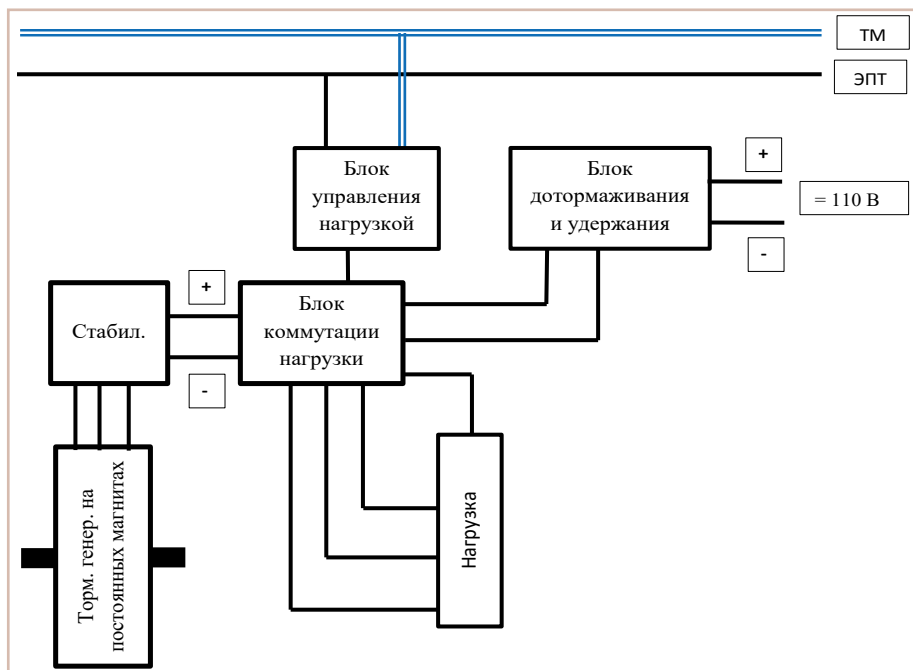 ТМ
ЭПТ
Блок
управления
нагрузкой
Блок
дотормаживания
и удержания
+
= 110 В
-
+
Стабил.
Блок
коммутации
нагрузки
-
Торм. генер. на
постоянных магнитах
Нагрузка